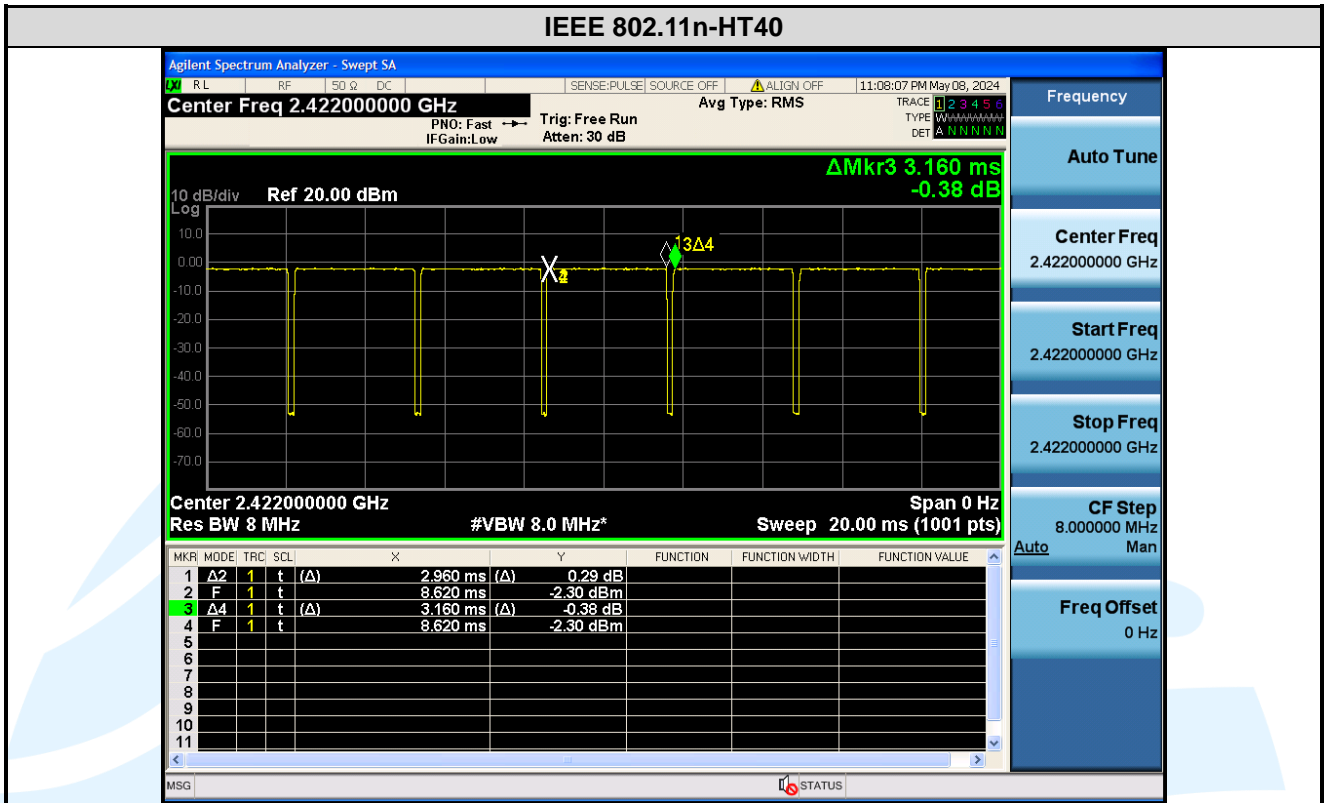 IEEE 802.11n-HT40
Agilent Spectrum Analyzer - Swept SA
LXI RL RF 50 Ω DC SENSE:PULSE SOURCE OFF ALIGN OFF 11:08:07 PM May 08, 2024
Center Freq 2.422000000 GHz
PNO: Fast
IFGain:Low
Trig: Free Run
Atten: 30 dB
Avg Type: RMS
TRACE 1 2 3 4 5 6
TYPE W
DET A N N N N N
ΔMkr3 3.160 ms
-0.38 dB
10 dB/div Ref 20.00 dBm
Log
10.0
0.00
-10.0
-20.0
-30.0
-40.0
-50.0
-60.0
-70.0
3Δ4
Center 2.422000000 GHz Span 0 Hz
Res BW 8 MHz #VBW 8.0 MHz* Sweep 20.00 ms (1001 pts)
MKR MODE TRC SCL X Y FUNCTION FUNCTION WIDTH FUNCTION VALUE
1 Δ2 1 t (Δ) 2.960 ms (Δ) 0.29 dB
2 F 1 t 8.620 ms -2.30 dBm
3 Δ4 1 t (Δ) 3.160 ms (Δ) -0.38 dB
4 F 1 t 8.620 ms -2.30 dBm
5
6
7
8
9
10
11
MSG STATUS
Frequency
Auto Tune
Center Freq
2.422000000 GHz
Start Freq
2.422000000 GHz
Stop Freq
2.422000000 GHz
CF Step
8.000000 MHz
Auto Man
Freq Offset
0 Hz